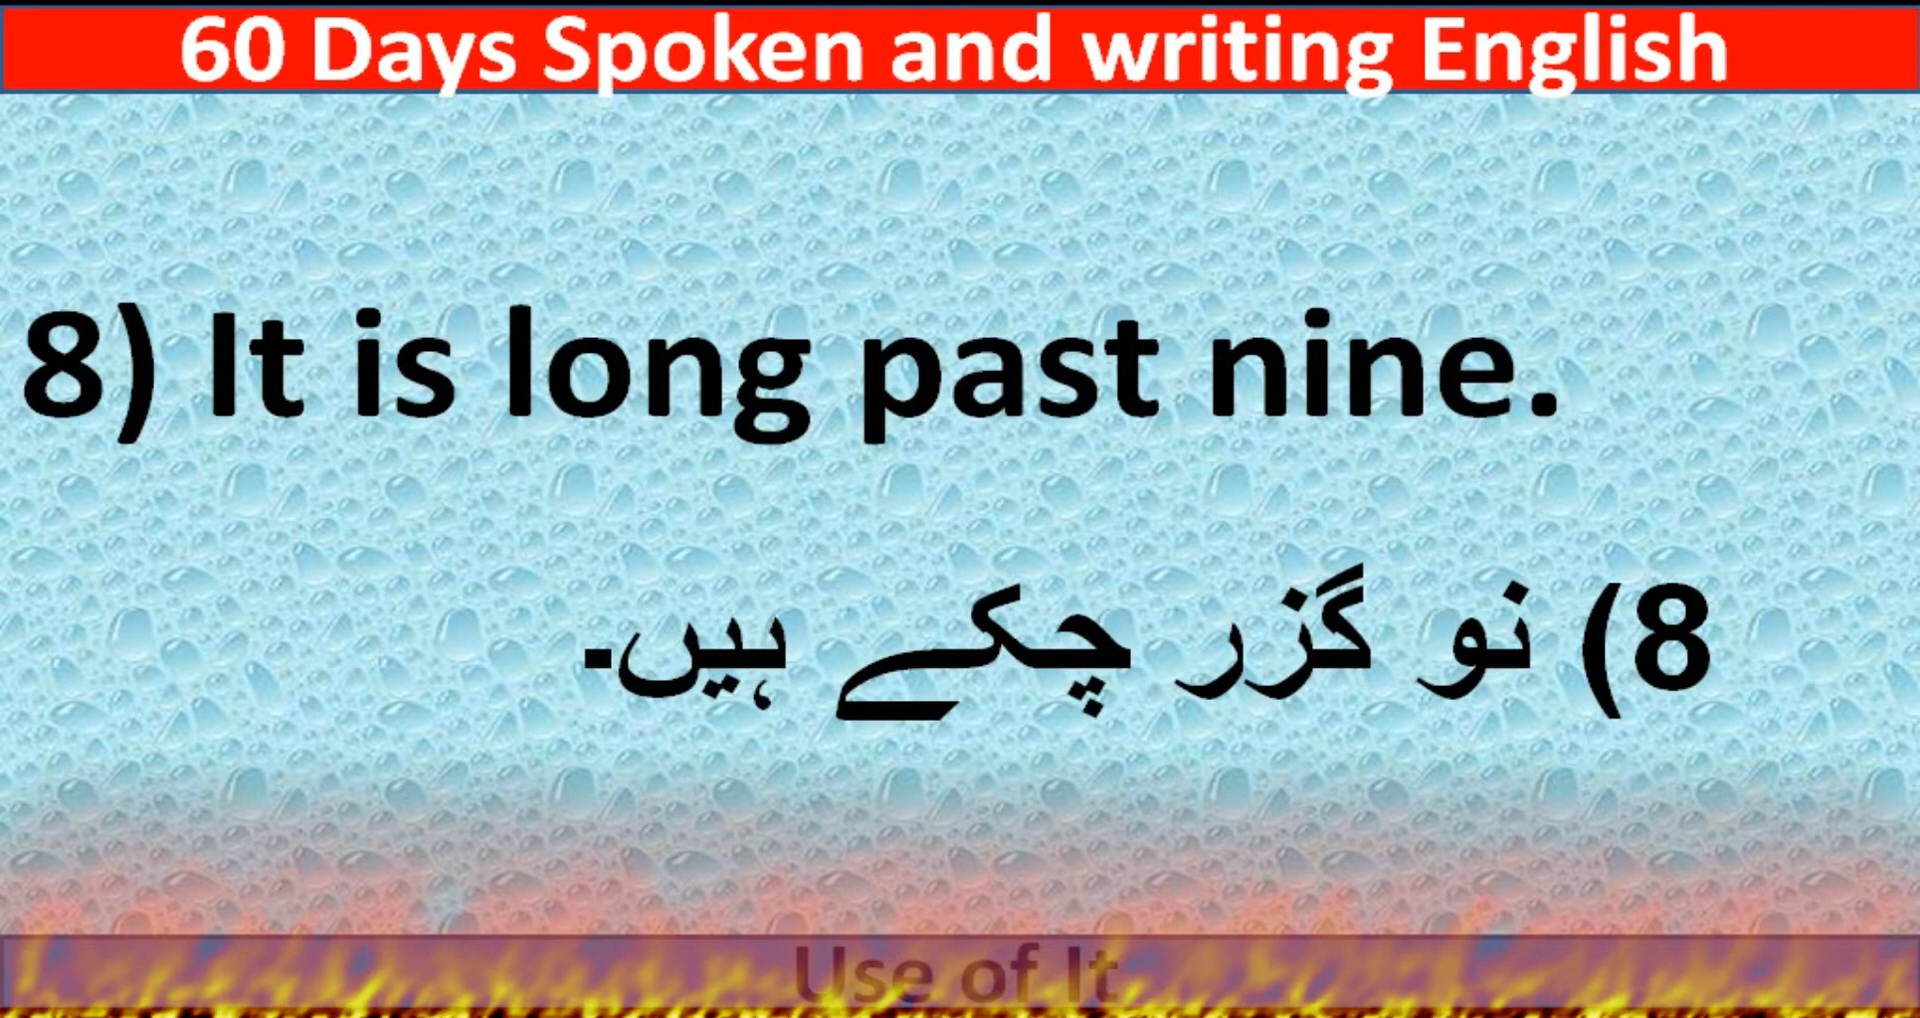 60 Days Spoken and writing English
8) It is long past nine.
8) نو گزر چکے ہیں۔
Use of It